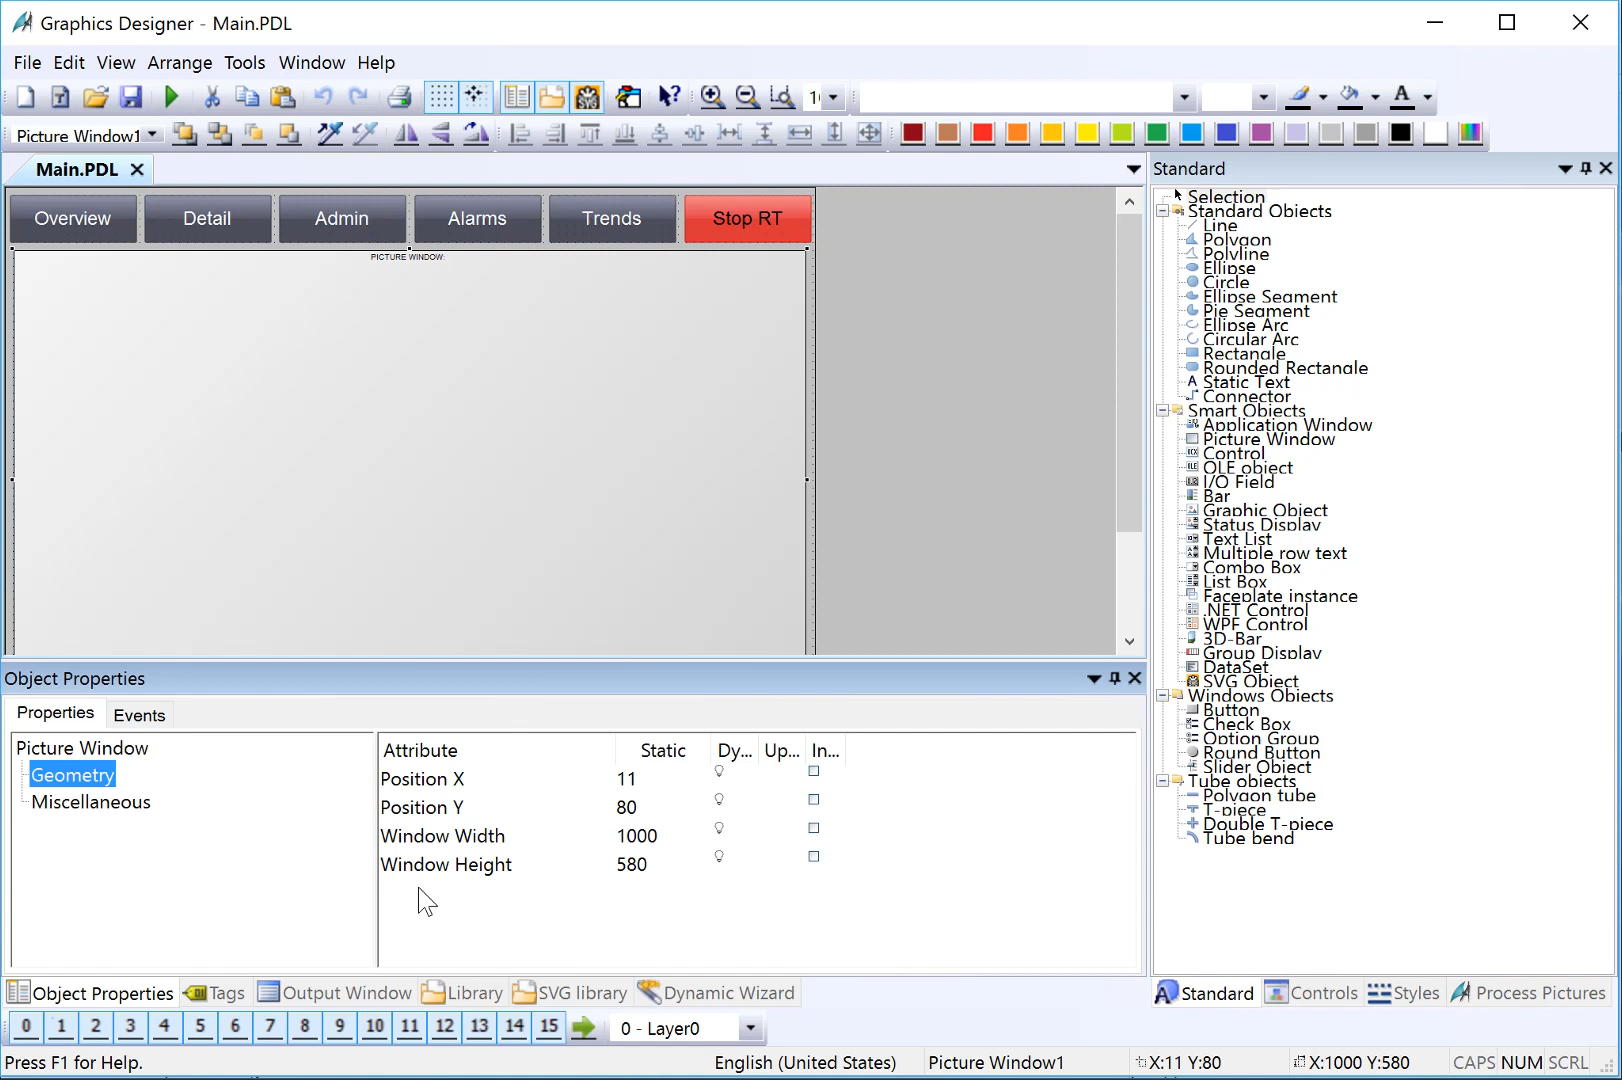 Graphics Designer - Main.PDL
File Edit View Arrange Tools Window Help
Picture Window1
Main.PDL
Overview Detail Admin Alarms Trends Stop RT
PICTURE WINDOW:
Standard
Selection
Standard Objects
Line
Polygon
Polyline
Ellipse
Circle
Ellipse Segment
Pie Segment
Ellipse Arc
Circular Arc
Rectangle
Rounded Rectangle
A Static Text
Connector
Smart Objects
Application Window
Picture Window
Control
OLE object
I/O Field
Bar
Graphic Object
Status Display
Text List
Multiple row text
Combo Box
List Box
Faceplate instance
.NET Control
WPF Control
3D-Bar
Group Display
DataSet
SVG Object
Windows Objects
Button
Check Box
Option Group
Round Button
Slider Object
Tube objects
Polygon tube
T-piece
Double T-piece
Tube bend
Object Properties
Properties Events
Picture Window
Geometry
Miscellaneous
Attribute Static Dy... Up... In...
Position X 11
Position Y 80
Window Width 1000
Window Height 580
Object Properties Tags Output Window Library SVG library Dynamic Wizard
Standard Controls Styles Process Pictures
0 1 2 3 4 5 6 7 8 9 10 11 12 13 14 15 0 - Layer0
Press F1 for Help. English (United States) Picture Window1 X:11 Y:80 X:1000 Y:580 CAPS NUM SCRL